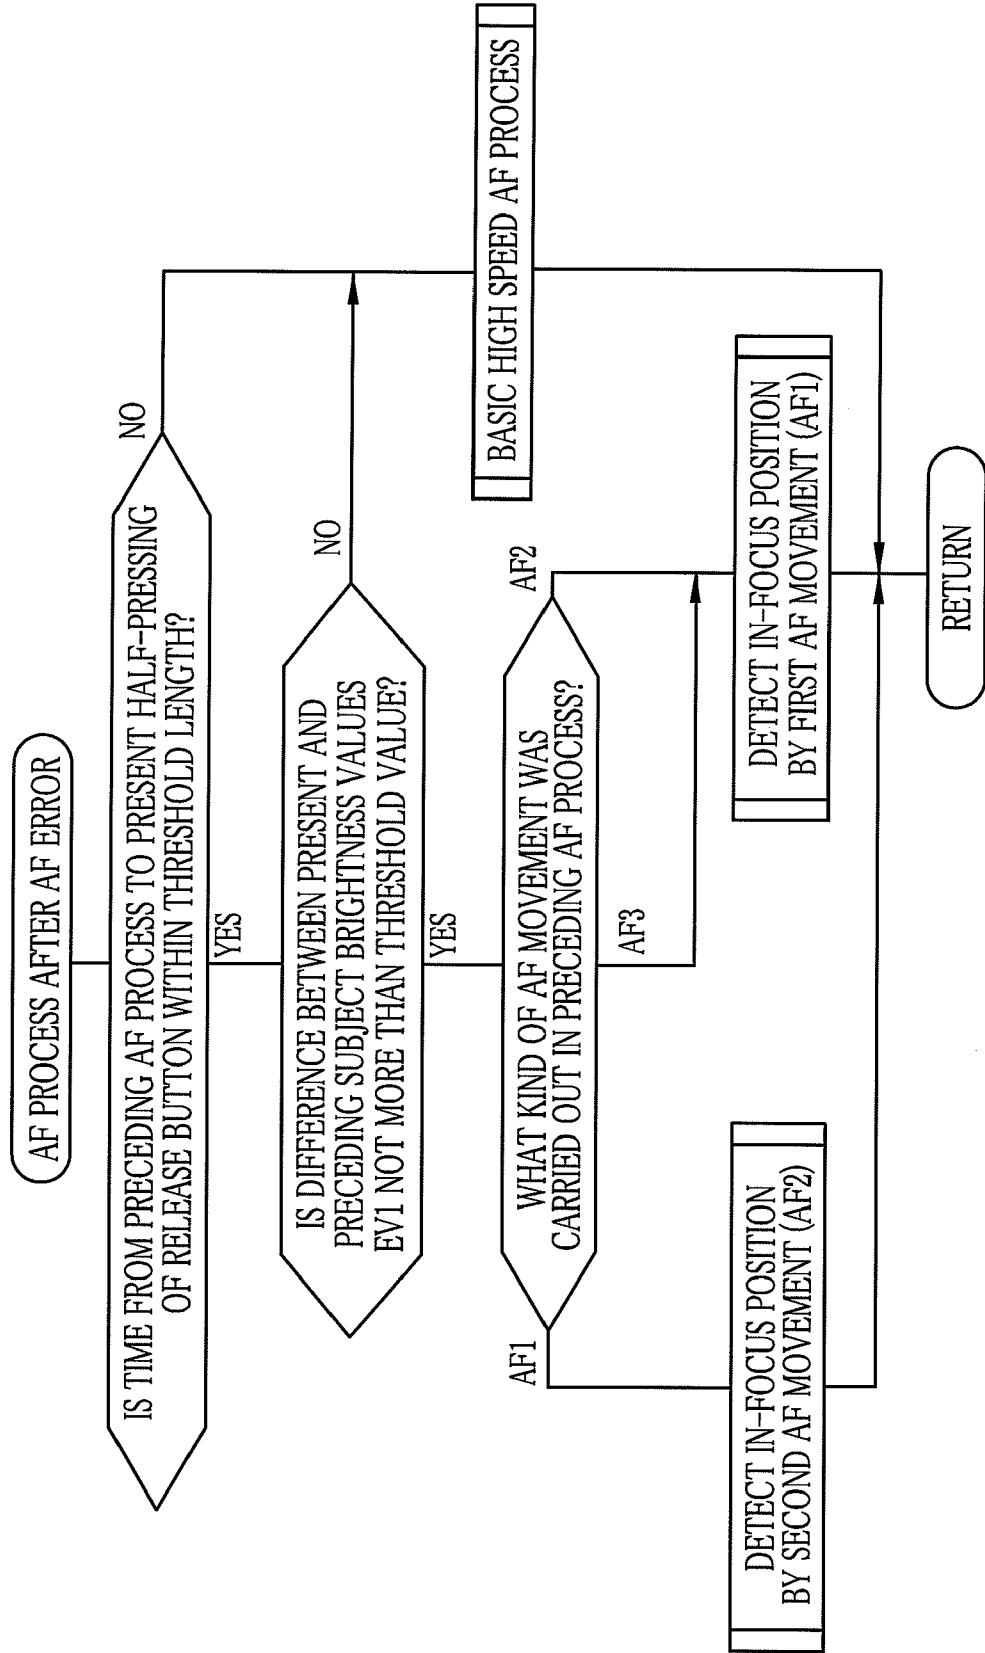 AF PROCESS AFTER AF ERROR
IS TIME FROM PRECEDING AF PROCESS TO PRESENT HALF-PRESSING
OF RELEASE BUTTON WITHIN THRESHOLD LENGTH?
NO
YES
IS DIFFERENCE BETWEEN PRESENT AND
PRECEDING SUBJECT BRIGHTNESS VALUES
EV1 NOT MORE THAN THRESHOLD VALUE?
NO
YES
BASIC HIGH SPEED AF PROCESS
WHAT KIND OF AF MOVEMENT WAS
CARRIED OUT IN PRECEDING AF PROCESS?
AF1
AF2
AF3
DETECT IN-FOCUS POSITION
BY SECOND AF MOVEMENT (AF2)
DETECT IN-FOCUS POSITION
BY FIRST AF MOVEMENT (AF1)
RETURN